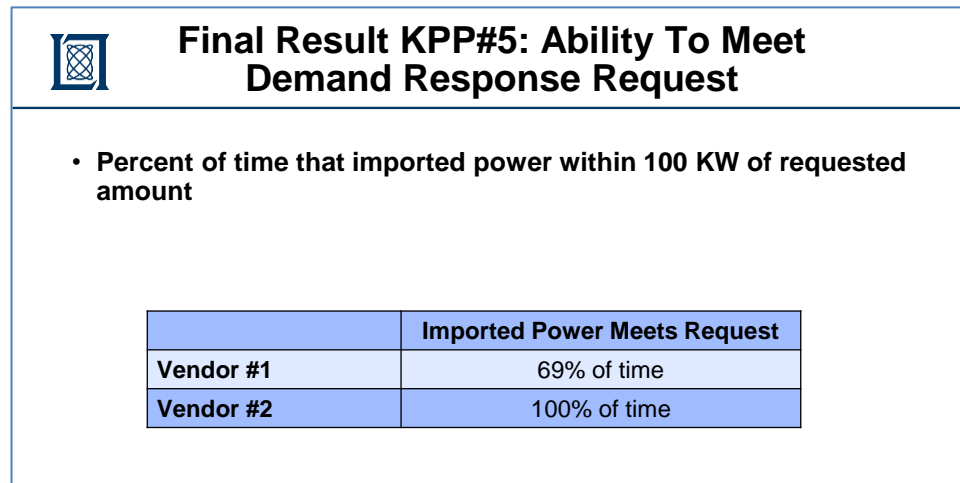 Final Result KPP#5: Ability To Meet
Demand Response Request
• Percent of time that imported power within 100 KW of requested
amount
Imported Power Meets Request
Vendor #1 69% of time
Vendor #2 100% of time